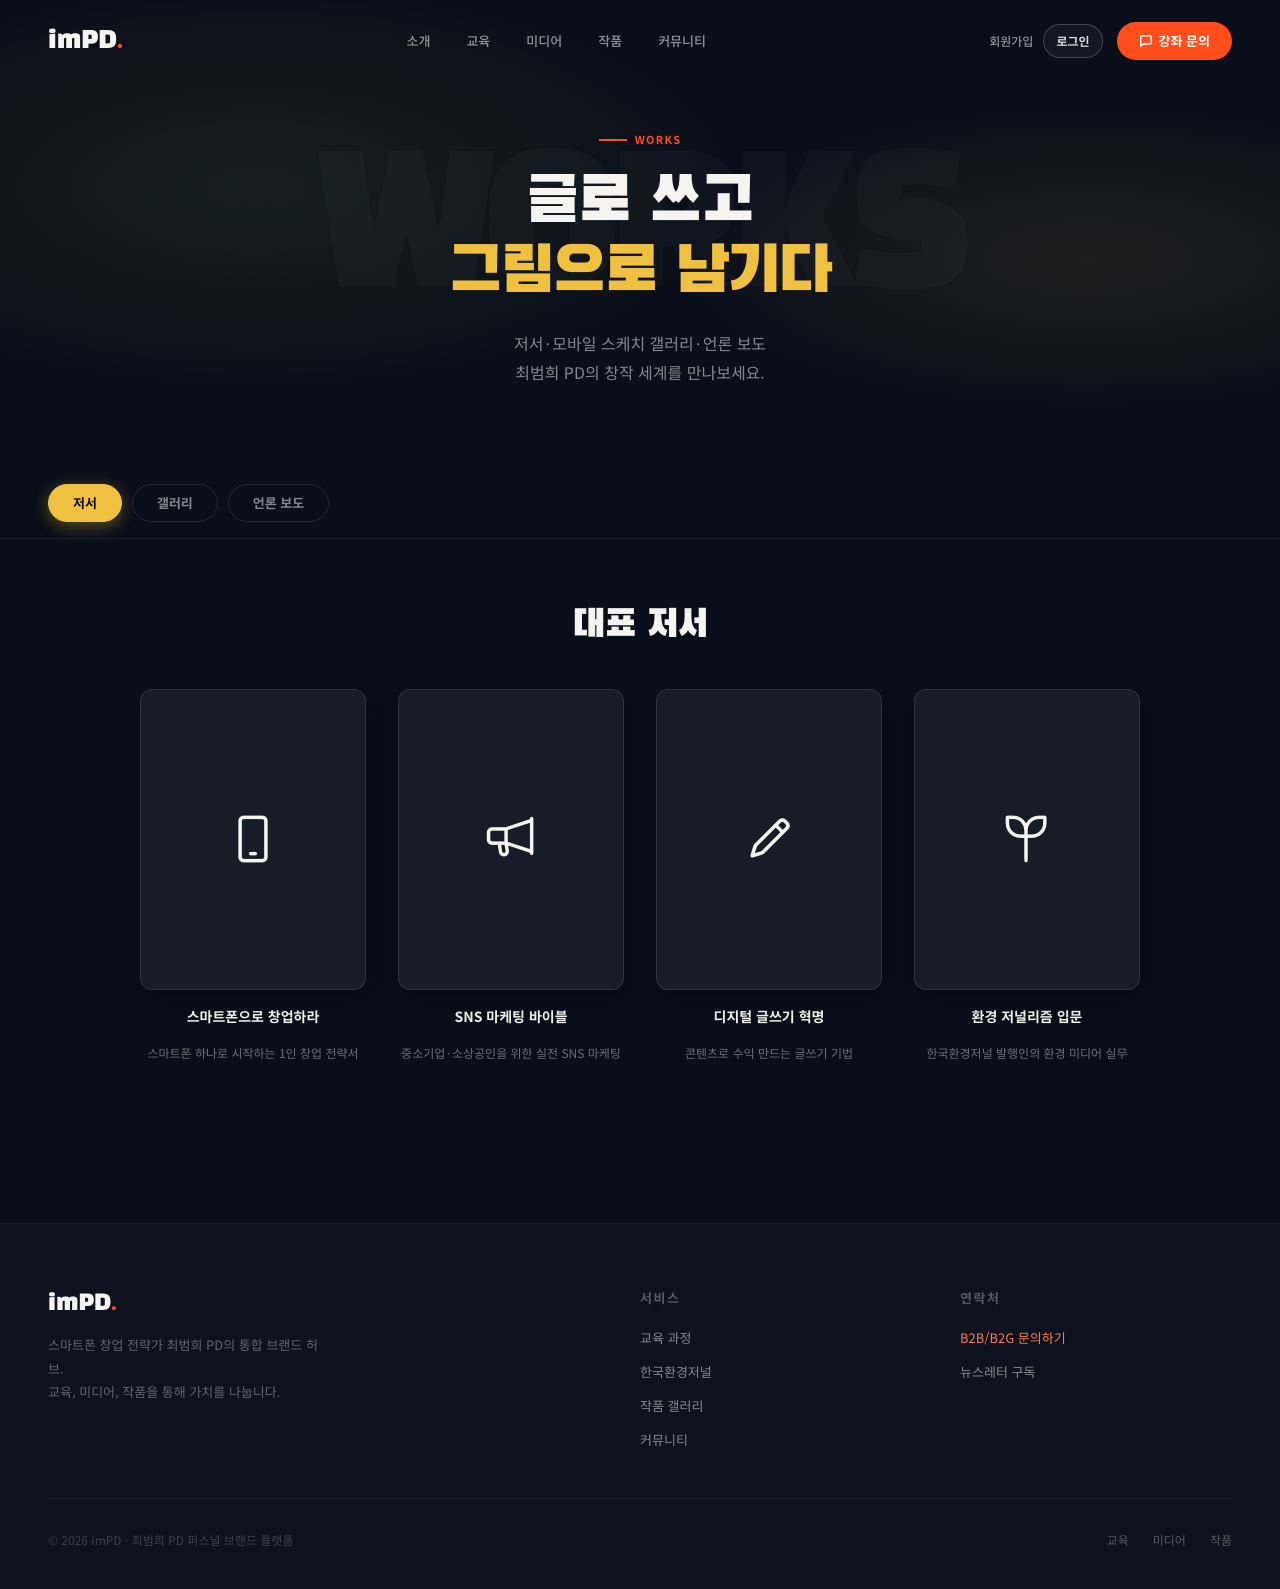 imPD.
소개
교육
미디어
작품
커뮤니티
회원가입
로그인
강좌 문의
WORKS
WORKS
글로 쓰고
그림으로 남기다
저서·모바일 스케치 갤러리·언론 보도
최범희 PD의 창작 세계를 만나보세요.
저서
갤러리
언론 보도
대표 저서
스마트폰으로 창업하라
스마트폰 하나로 시작하는 1인 창업 전략서
SNS 마케팅 바이블
중소기업·소상공인을 위한 실전 SNS 마케팅
디지털 글쓰기 혁명
콘텐츠로 수익 만드는 글쓰기 기법
환경 저널리즘 입문
한국환경저널 발행인의 환경 미디어 실무
imPD.
스마트폰 창업 전략가 최범희 PD의 통합 브랜드 허
브.
교육, 미디어, 작품을 통해 가치를 나눕니다.
서비스
교육 과정
한국환경저널
작품 갤러리
커뮤니티
연락처
B2B/B2G 문의하기
뉴스레터 구독
© 2026 imPD · 최범희 PD 퍼스널 브랜드 플랫폼
교육
미디어
작품